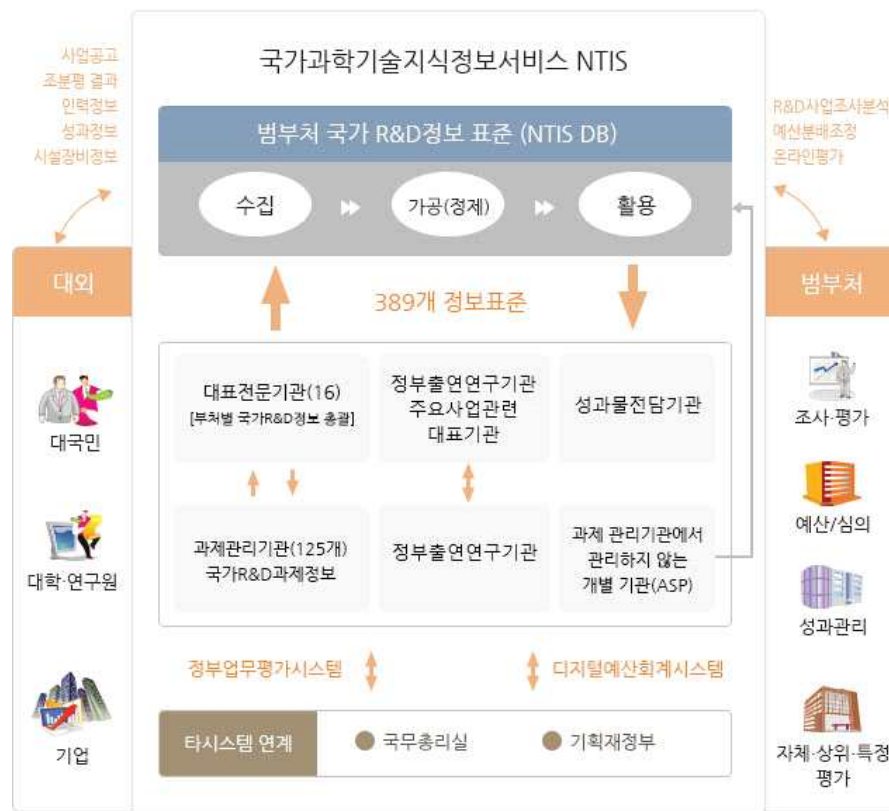 국가과학기술지식정보서비스 NTIS
사업공고
조분평 결과
인력정보
성과정보
시설장비정보
R&D사업조사분석
예산분배조정
온라인평가
범부처 국가 R&D정보 표준 (NTIS DB)
수집
가공(정제)
활용
대외
범부처
389개 정보표준
대표전문기관(16)
[부처별 국가R&D정보 총괄]
정부출연연구기관
주요사업관련
대표기관
성과물전담기관
과제관리기관(125개)
국가R&D과제정보
정부출연연구기관
과제 관리기관에서
관리하지 않는
개별 기관(ASP)
대국민
대학·연구원
기업
조사·평가
예산/심의
성과관리
자체·상위·특정
평가
정부업무평가시스템
디지털예산회계시스템
타시스템 연계
국무총리실
기획재정부